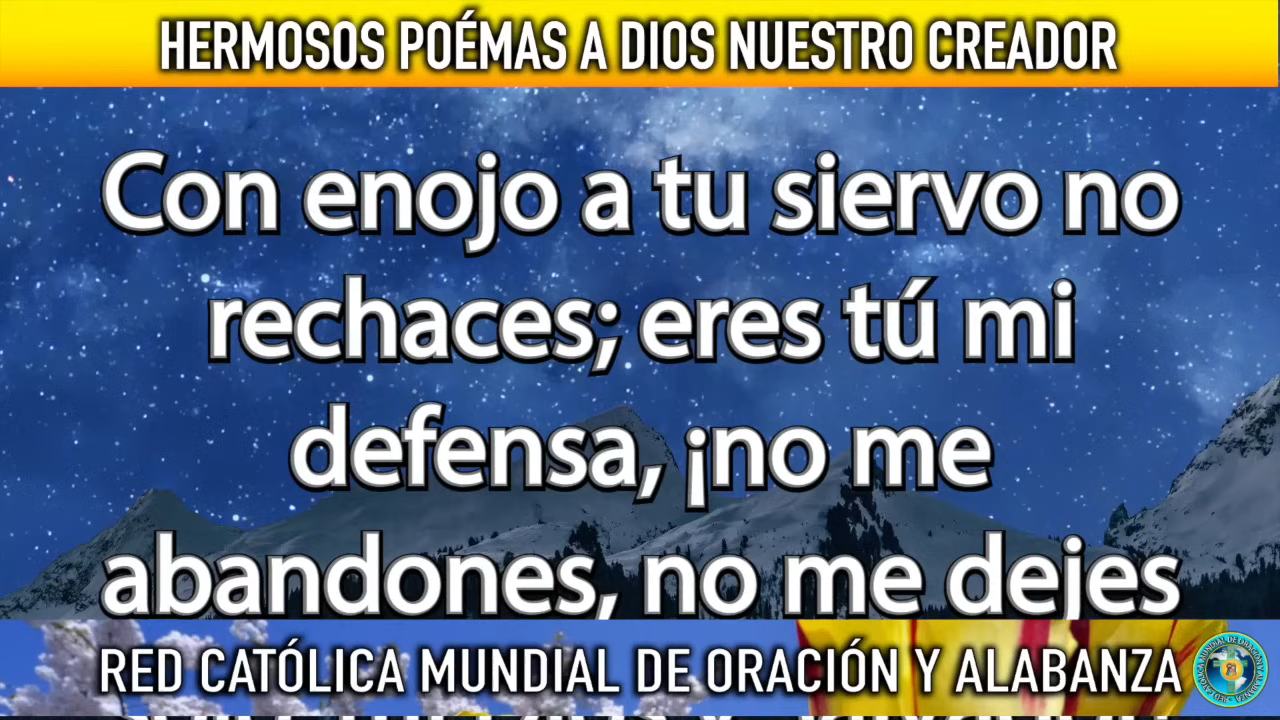 HERMOSOS POÉMAS A DIOS NUESTRO CREADOR
Con enojo a tu siervo no
rechaces; eres tú mi
defensa, ¡no me
abandones, no me dejes
RED CATÓLICA MUNDIAL DE ORACIÓN Y ALABANZA